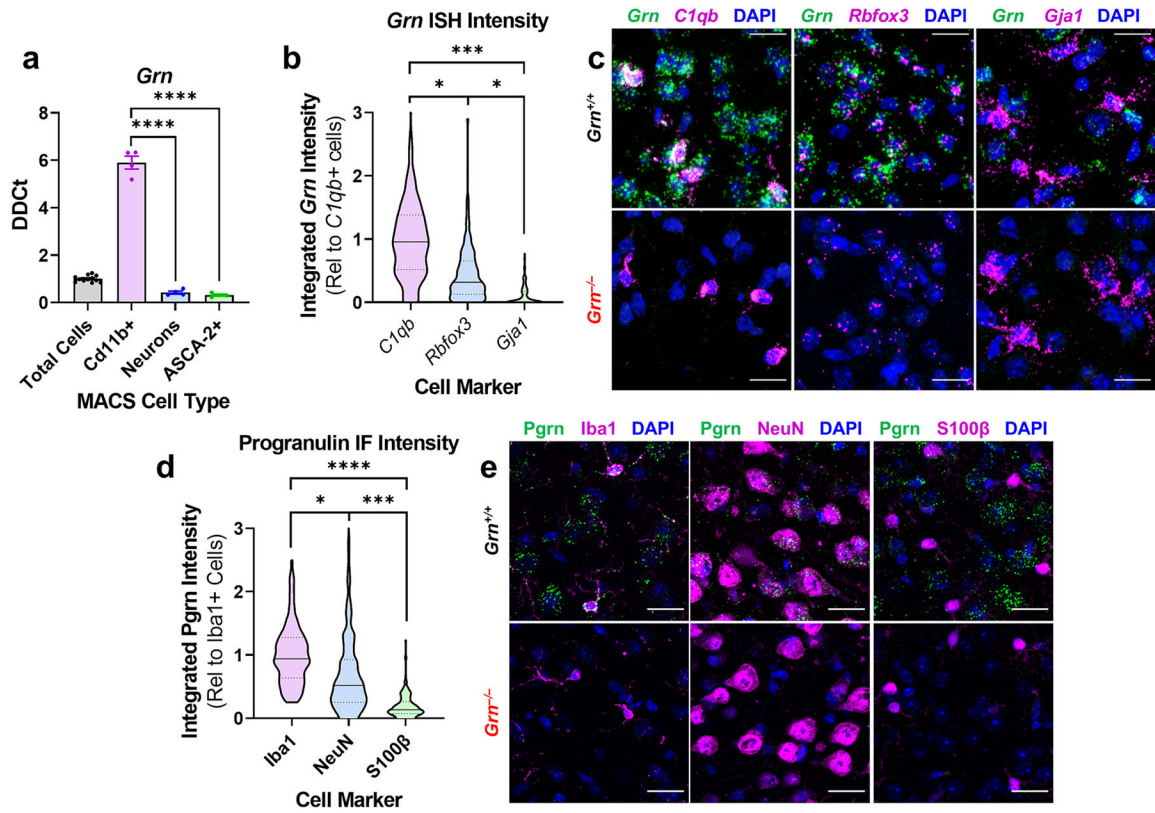 a
Grn
****
****
DDCt
8
6
4
2
0
Total Cells
Cd11b+
Neurons
ASCA-2+
MACS Cell Type
b
Grn ISH Intensity
***
* *
Integrated Grn Intensity
(Rel to C1qb+ cells)
3
2
1
0
C1qb
Rbfox3
Gja1
Cell Marker
c
Grn C1qb DAPI
Grn Rbfox3 DAPI
Grn Gja1 DAPI
Grn+/+
Grn–/–
d
Progranulin IF Intensity
****
* ***
Integrated Pgrn Intensity
(Rel to Iba1+ Cells)
3
2
1
0
Iba1
NeuN
S100β
Cell Marker
e
Pgrn Iba1 DAPI
Pgrn NeuN DAPI
Pgrn S100β DAPI
Grn+/+
Grn–/–